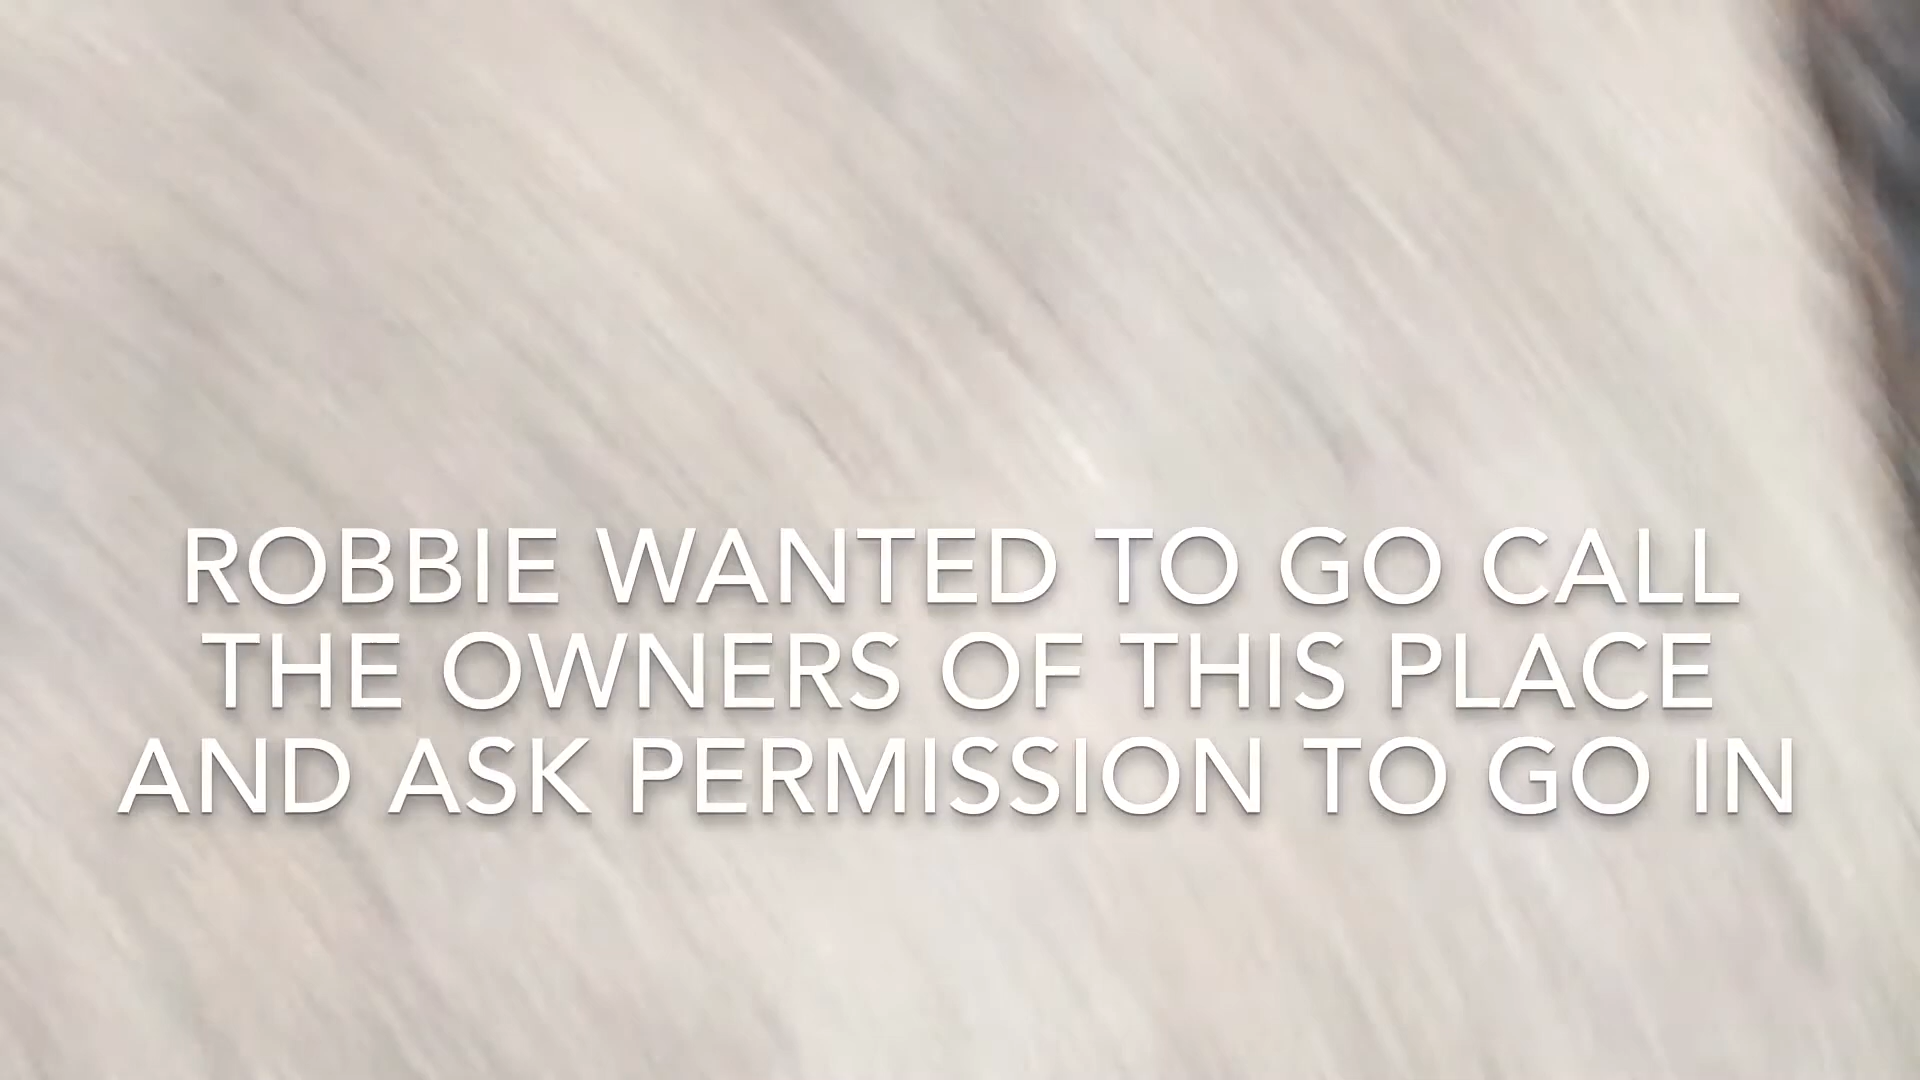 ROBBIE WANTED TO GO CALL
THE OWNERS OF THIS PLACE
AND ASK PERMISSION TO GO IN